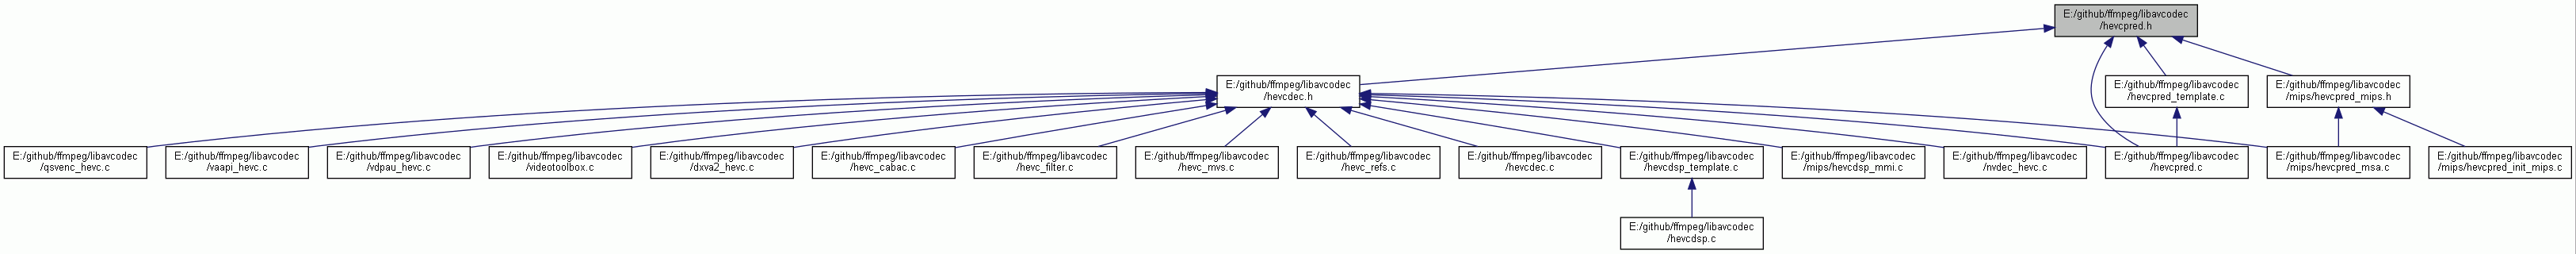 E:/github/ffmpeg/libavcodec
/hevcpred.h
E:/github/ffmpeg/libavcodec
/hevcdec.h
E:/github/ffmpeg/libavcodec
/hevcpred_template.c
E:/github/ffmpeg/libavcodec
/mips/hevcpred_mips.h
E:/github/ffmpeg/libavcodec
/qsvenc_hevc.c
E:/github/ffmpeg/libavcodec
/vaapi_hevc.c
E:/github/ffmpeg/libavcodec
/vdpau_hevc.c
E:/github/ffmpeg/libavcodec
/videotoolbox.c
E:/github/ffmpeg/libavcodec
/dxva2_hevc.c
E:/github/ffmpeg/libavcodec
/hevc_cabac.c
E:/github/ffmpeg/libavcodec
/hevc_filter.c
E:/github/ffmpeg/libavcodec
/hevc_mvs.c
E:/github/ffmpeg/libavcodec
/hevc_refs.c
E:/github/ffmpeg/libavcodec
/hevcdec.c
E:/github/ffmpeg/libavcodec
/hevcdsp_template.c
E:/github/ffmpeg/libavcodec
/mips/hevcdsp_mmi.c
E:/github/ffmpeg/libavcodec
/nvdec_hevc.c
E:/github/ffmpeg/libavcodec
/hevcpred.c
E:/github/ffmpeg/libavcodec
/mips/hevcpred_msa.c
E:/github/ffmpeg/libavcodec
/mips/hevcpred_init_mips.c
E:/github/ffmpeg/libavcodec
/hevcdsp.c